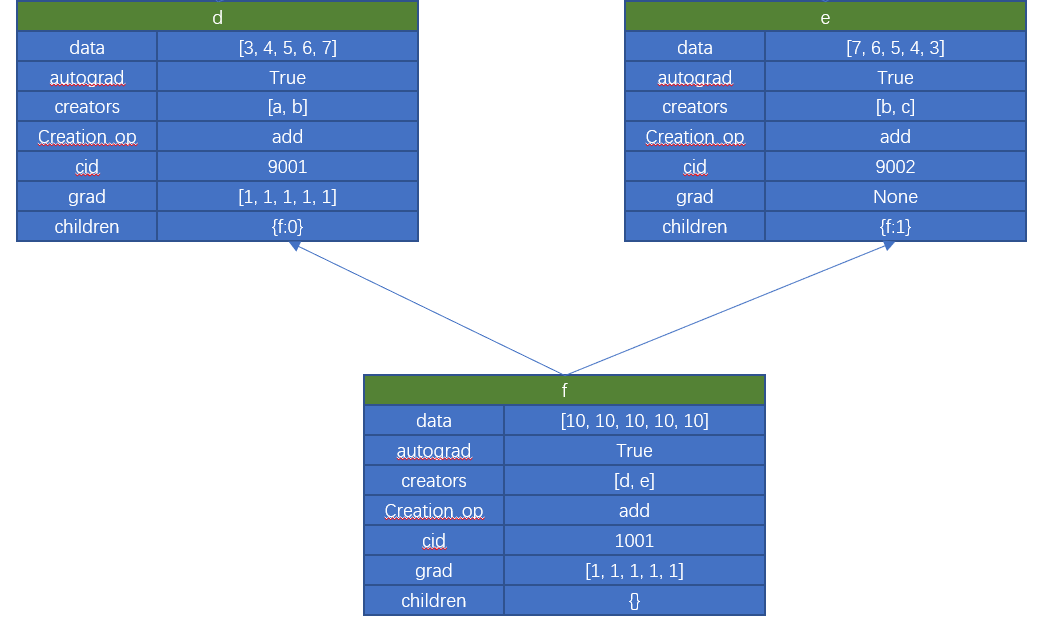 d
data [3, 4, 5, 6, 7]
autograd True
creators [a, b]
Creation_op add
cid 9001
grad [1, 1, 1, 1, 1]
children {f:0}
e
data [7, 6, 5, 4, 3]
autograd True
creators [b, c]
Creation_op add
cid 9002
grad None
children {f:1}
f
data [10, 10, 10, 10, 10]
autograd True
creators [d, e]
Creation_op add
cid 1001
grad [1, 1, 1, 1, 1]
children {}